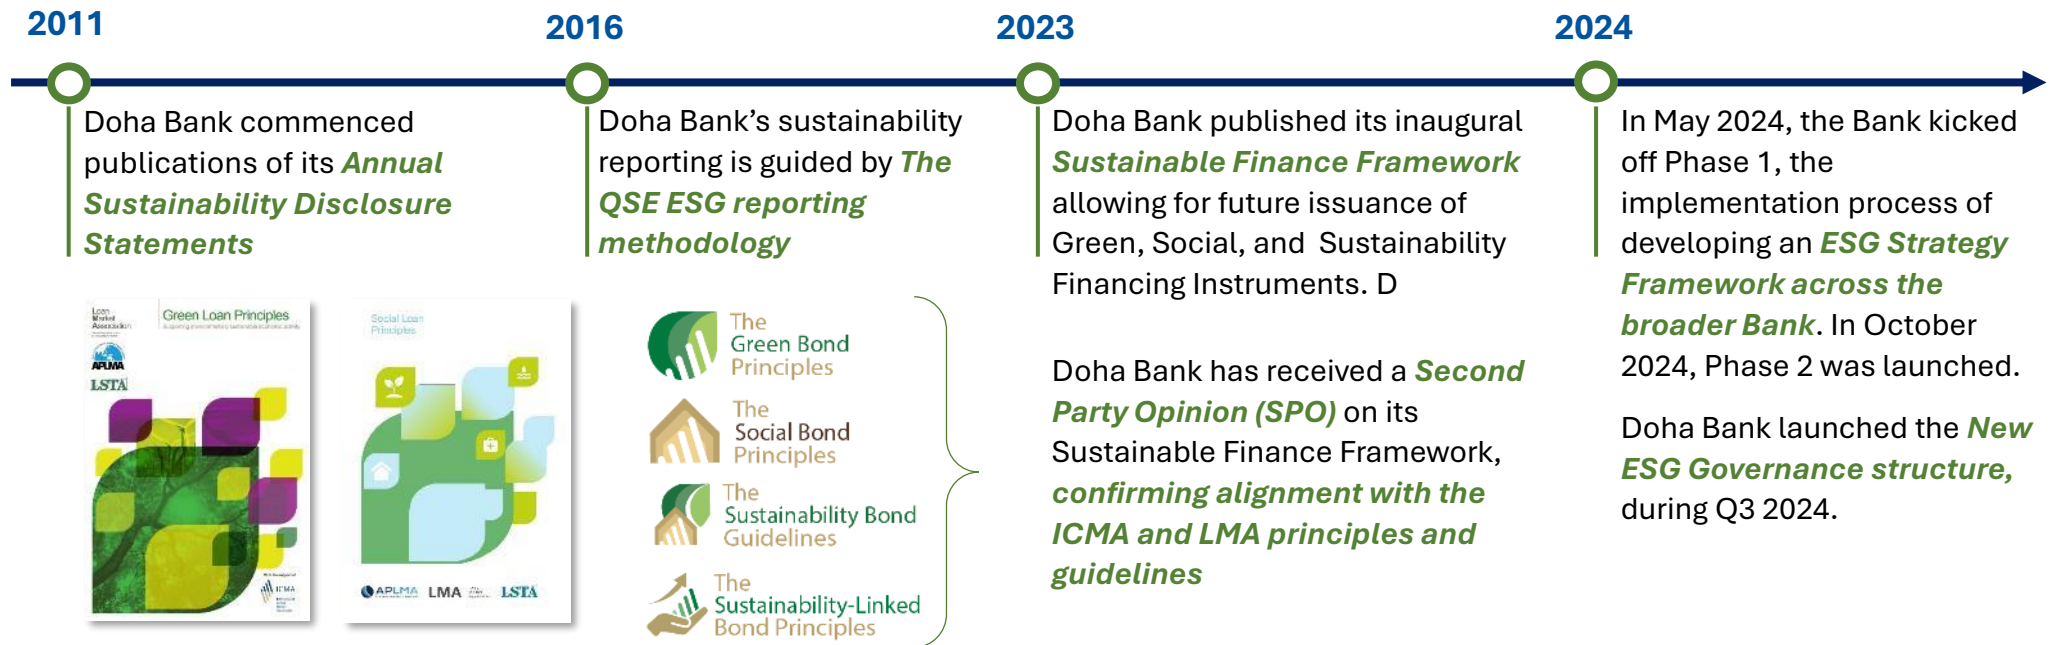 2011
2016
2023
2024
Doha Bank commenced
publications of its Annual
Sustainability Disclosure
Statements
Doha Bank's sustainability
reporting is guided by The
QSE ESG reporting
methodology
Doha Bank published its inaugural
Sustainable Finance Framework
allowing for future issuance of
Green, Social, and Sustainability
Financing Instruments. D
Doha Bank has received a Second
Party Opinion (SPO) on its
Sustainable Finance Framework,
confirming alignment with the
ICMA and LMA principles and
guidelines
In May 2024, the Bank kicked
off Phase 1, the
implementation process of
developing an ESG Strategy
Framework across the
broader Bank. In October
2024, Phase 2 was launched.
Doha Bank launched the New
ESG Governance structure,
during Q3 2024.
Loan
Market
Association
Green Loan Principles
APLMA
LSTA
ICMA
Social Loan
Principles
APLMA LMA LSTA
The
Green Bond
Principles
The
Social Bond
Principles
The
Sustainability Bond
Guidelines
The
Sustainability-Linked
Bond Principles